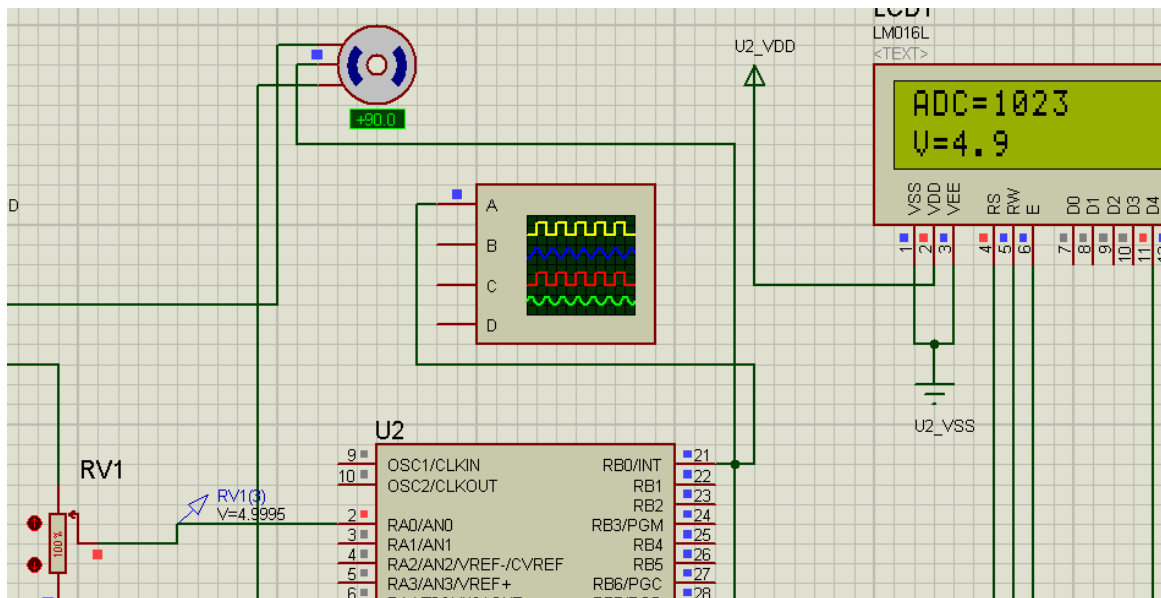 LCD1
LM016L
<TEXT>
U2_VDD
ADC=1023
V=4.9
+90.0
VSS
VDD
VEE
RS
RW
E
D0
D1
D2
D3
D4
1
2
3
4
5
6
7
8
9
10
11
D
A
B
C
D
U2_VSS
U2
RV1
RV1(3)
V=4.9995
100%
9
OSC1/CLKIN
10
OSC2/CLKOUT
2
RA0/AN0
3
RA1/AN1
4
RA2/AN2/VREF-/CVREF
5
RA3/AN3/VREF+
6
RB0/INT
21
RB1
22
RB2
23
RB3/PGM
24
RB4
25
RB5
26
RB6/PGC
27
28